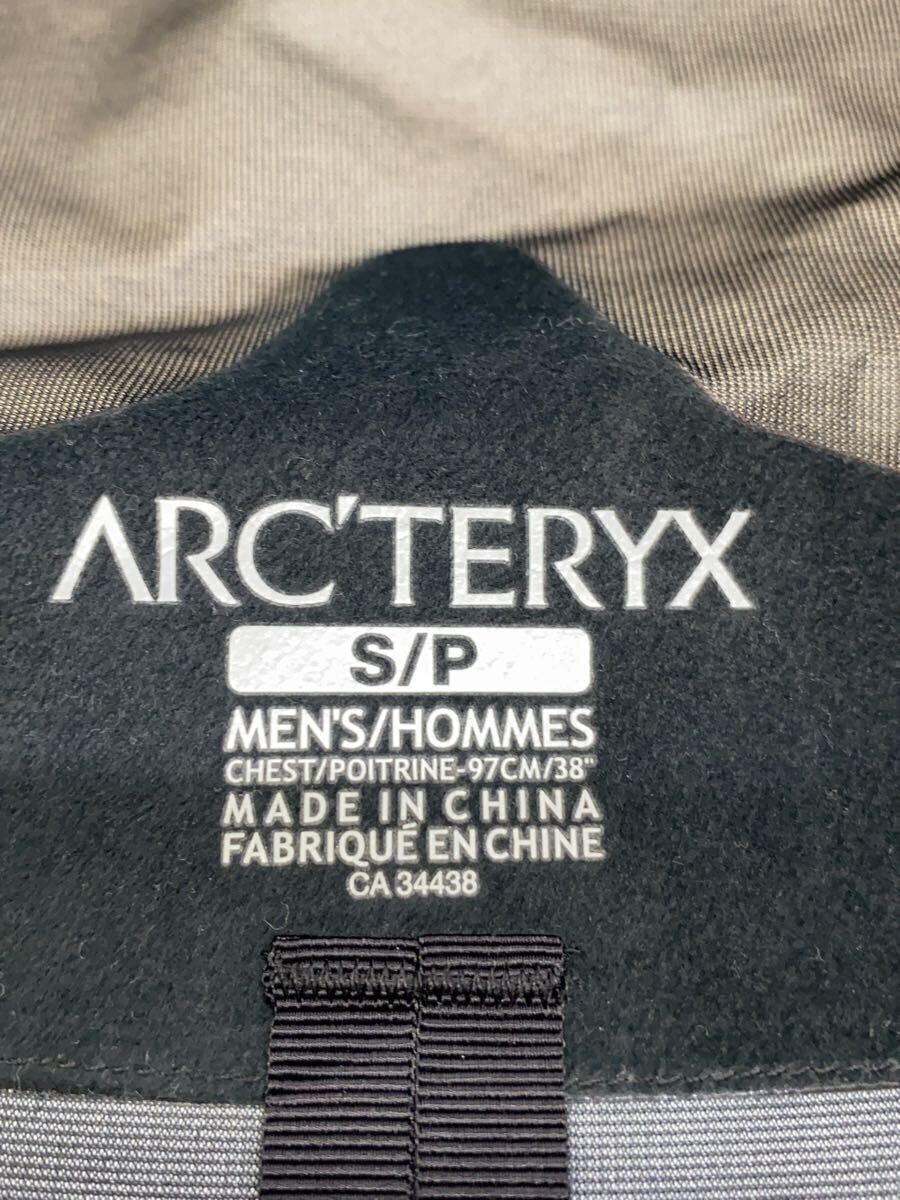 ARC'TERYX
S/P
MEN'S/HOMMES
CHEST/POITRINE-97CM/38"
MADE IN CHINA
FABRIQUÉ EN CHINE
CA 34438